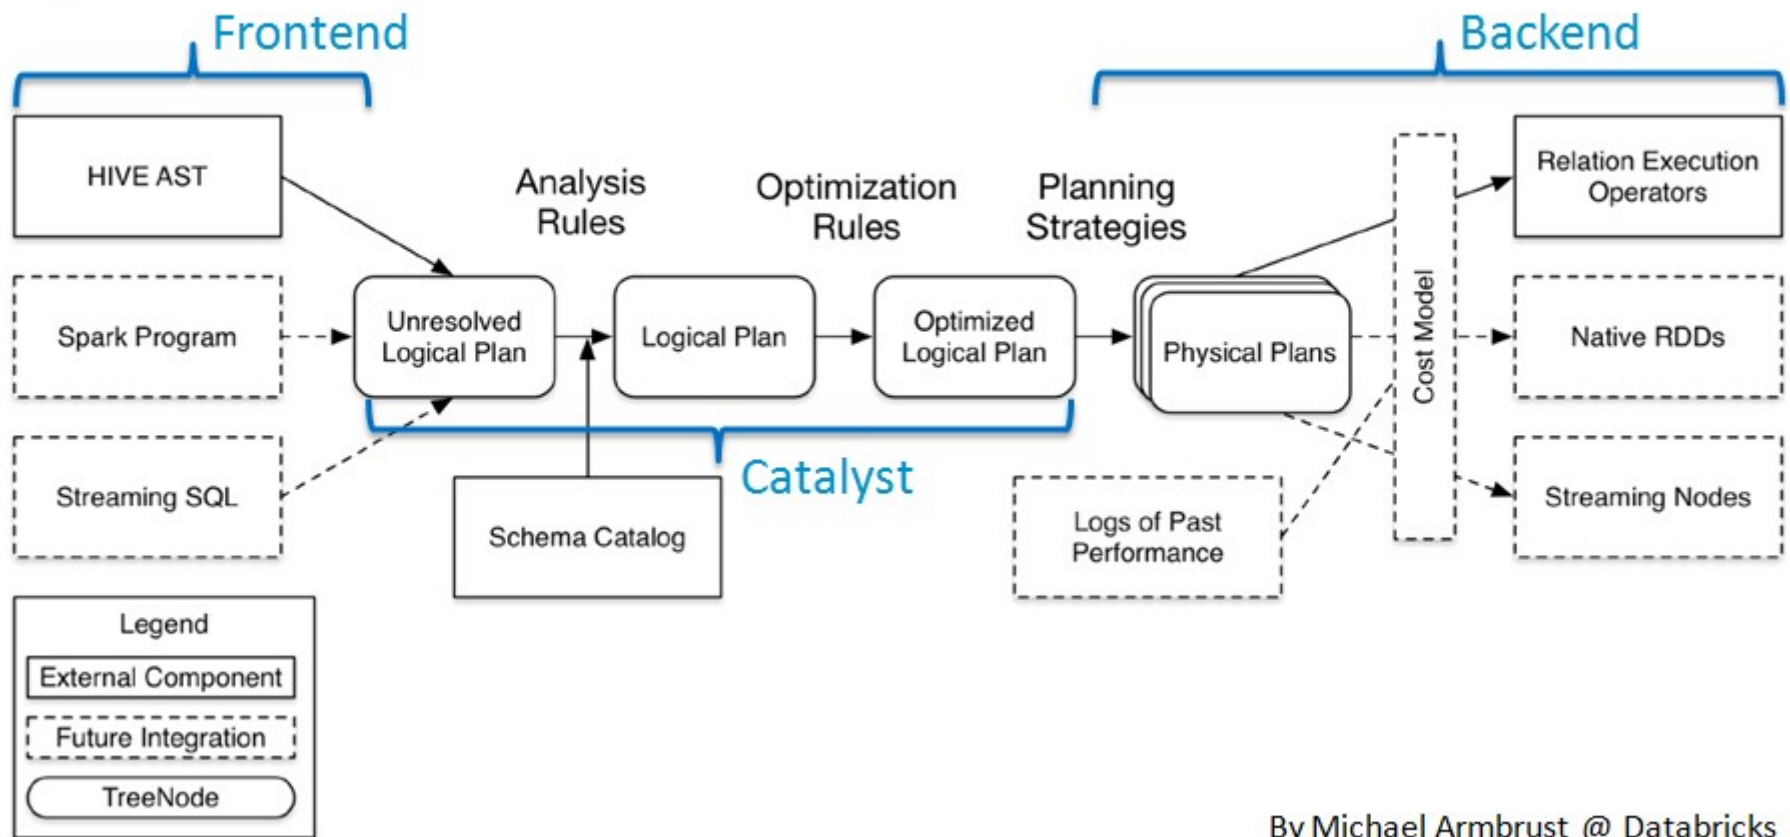 Frontend
Backend
HIVE AST
Analysis
Rules
Optimization
Rules
Planning
Strategies
Relation Execution
Operators
Spark Program
Unresolved
Logical Plan
Logical Plan
Optimized
Logical Plan
Physical Plans
Cost Model
Native RDDs
Catalyst
Streaming SQL
Schema Catalog
Logs of Past
Performance
Streaming Nodes
Legend
External Component
Future Integration
TreeNode
By Michael Armbrust @ Databricks